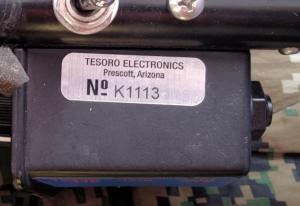 TESORO ELECTRONICS
Prescott, Arizona
Nº K1113